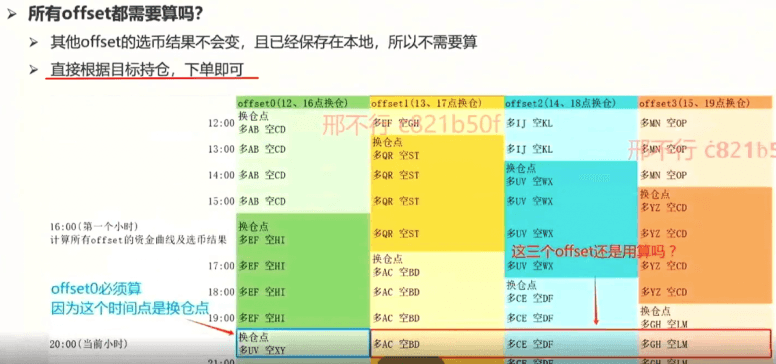 所有offset都需要算吗?
其他offset的选币结果不会变，且已经保存在本地，所以不需要算
直接根据目标持仓，下单即可
offset0(12、16点换仓) offset1(13、17点换仓) offset2(14、18点换仓) offset3(15、19点换仓)
换仓点
12:00 多AB 空CD 多EF 空GH 多IJ 空KL 多MN 空OP
邢不行 c821b50f
换仓点
13:00 多AB 空CD 多QR 空ST 多IJ 空KL 多MN 空OP
邢不行 c821b5
换仓点
14:00 多AB 空CD 多QR 空ST 多UV 空WX 多MN 空OP
换仓点
15:00 多AB 空CD 多QR 空ST 多UV 空WX 多YZ 空CD
16:00(第一个小时) 换仓点
计算所有offset的资金曲线及选币结果 多EF 空HI 多QR 空ST 多UV 空WX 多YZ 空CD
这三个offset还是用算吗？
换仓点
17:00 多EF 空HI 多AC 空BD 多UV 空WX 多YZ 空CD
offset0必须算
因为这个时间点是换仓点
换仓点
18:00 多EF 空HI 多AC 空BD 多CE 空DF 多YZ 空CD
换仓点
19:00 多EF 空HI 多AC 空BD 多CE 空DF 多GH 空LM
换仓点
20:00(当前小时) 多UV 空XY 多AC 空BD 多CE 空DF 多GH 空LM